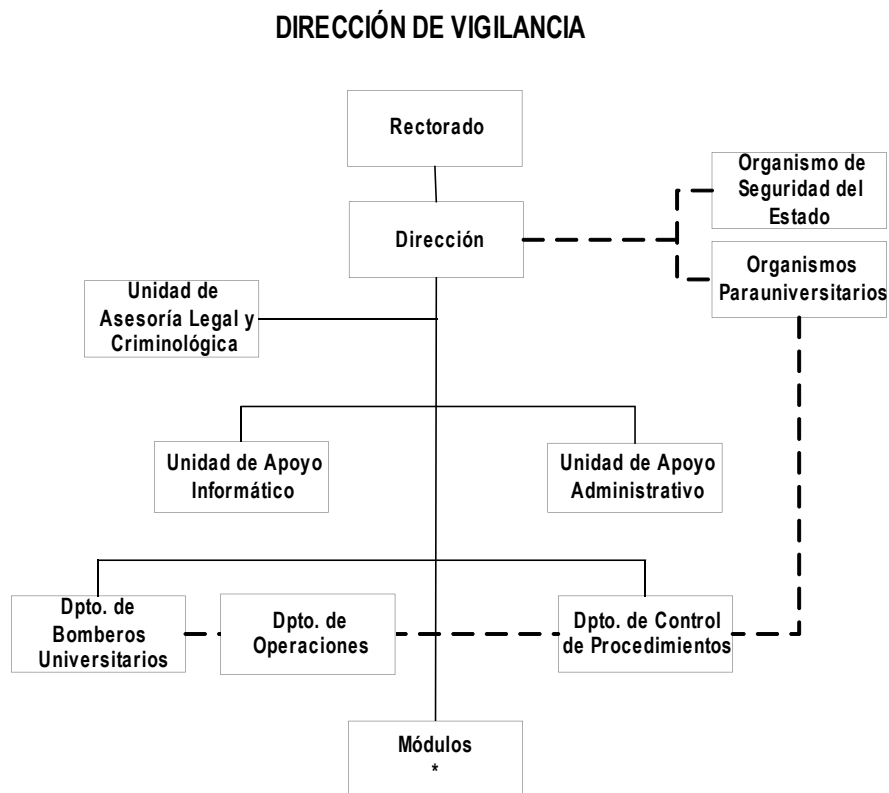 DIRECCIÓN DE VIGILANCIA
Rectorado
Organismo de
Seguridad del
Estado
Dirección
Organismos
Parauniversitarios
Unidad de
Asesoría Legal y
Criminológica
Unidad de Apoyo
Informático
Unidad de Apoyo
Administrativo
Dpto. de
Bomberos
Universitarios
Dpto. de
Operaciones
Dpto. de Control
de Procedimientos
Módulos
*